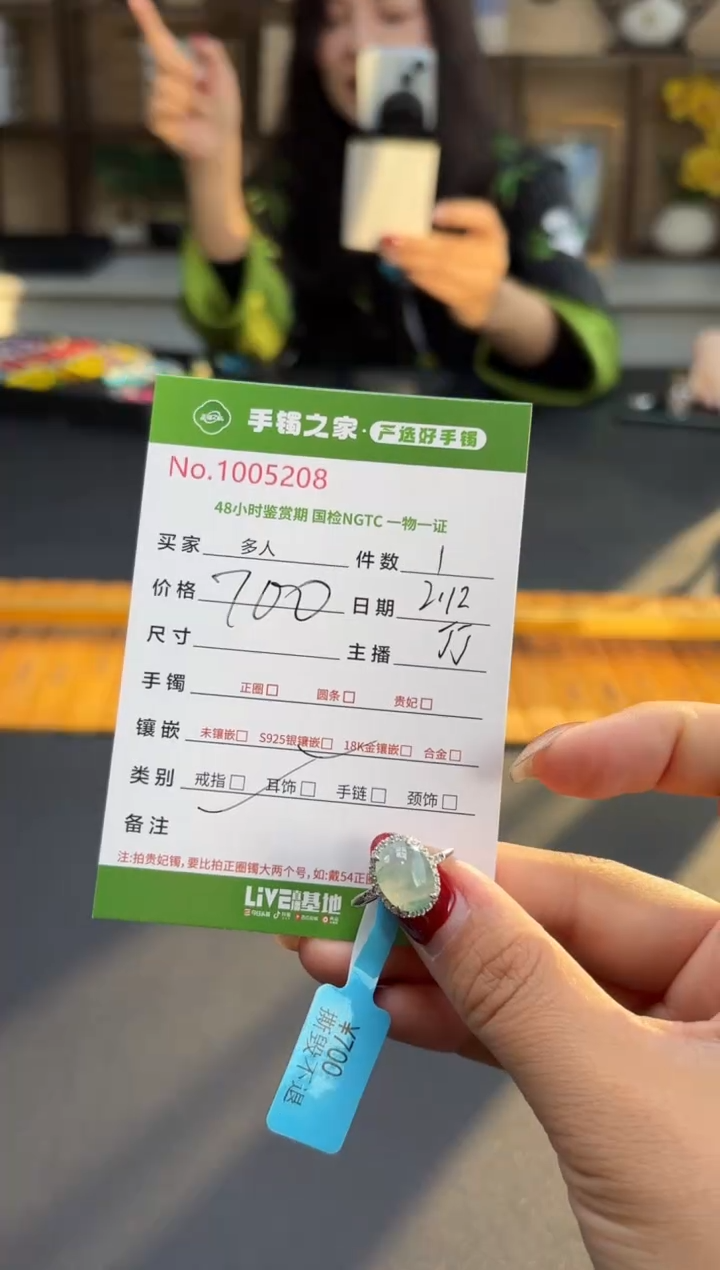 手镯之家·严选好手镯
No.1005208
48小时鉴赏期 国检NGTC 一物一证
买家 多人 件数 1
价格 700 日期 2.12
尺寸 主播 JJ
手镯 正圈□ 圆条□ 贵妃□
镶嵌 未镶嵌□ S925银镶嵌□ 18K金镶嵌□ 合金□
类别 戒指□ 耳饰□ 手链□ 颈饰□
备注
注:拍贵妃镯,要比拍正圈镯大两个号,如:戴54正圈
LIVE 基地
¥700
撕毁不退